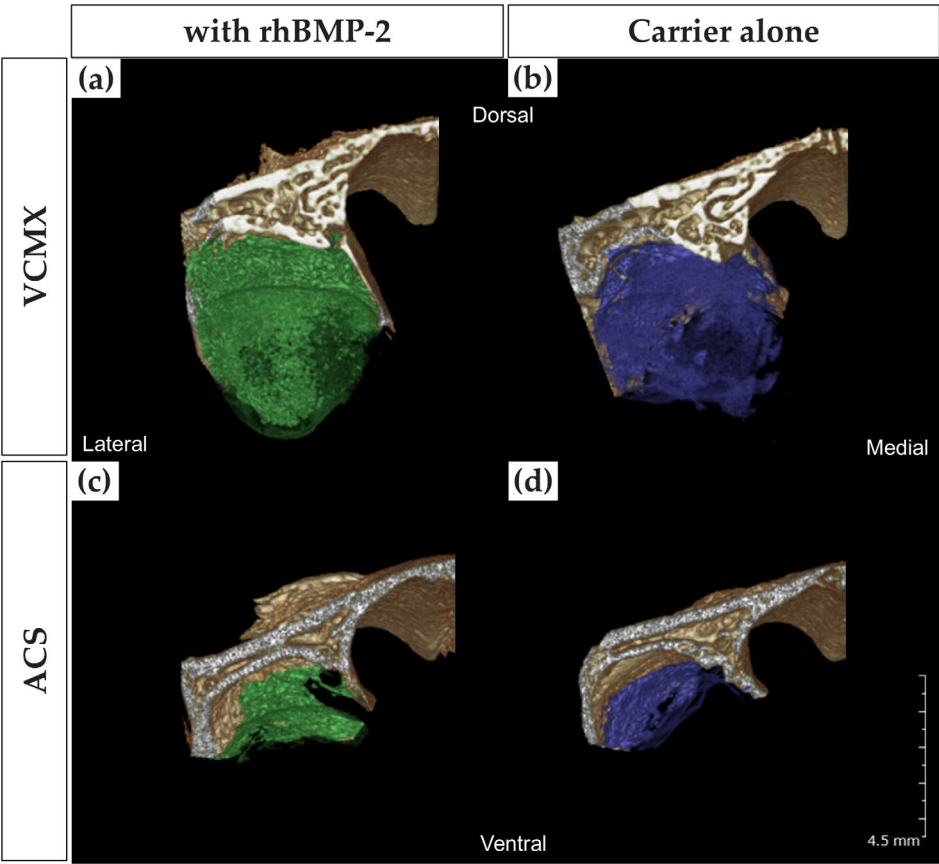 with rhBMP-2
Carrier alone
VCMX
(a)
(b)
Dorsal
Lateral
Medial
ACS
(c)
(d)
Ventral
4.5 mm